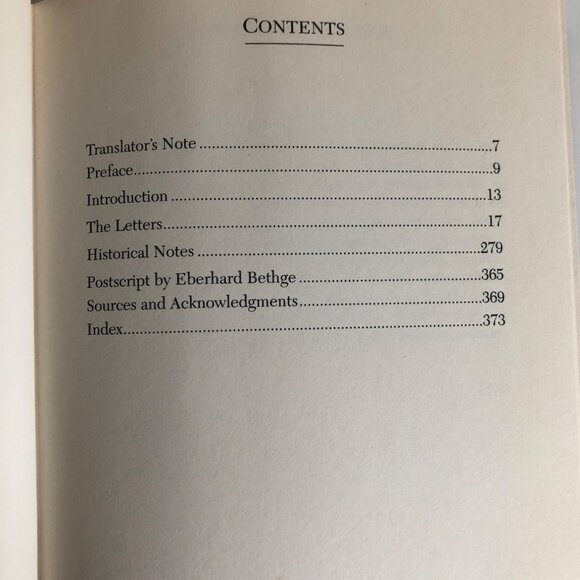 CONTENTS
Translator's Note ........................................................................7
Preface........................................................................................9
Introduction ..............................................................................13
The Letters................................................................................17
Historical Notes .......................................................................279
Postscript by Eberhard Bethge ..............................................365
Sources and Acknowledgments..............................................369
Index........................................................................................373